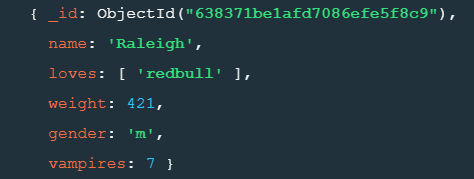 { _id: ObjectId("638371be1afd7086efe5f8c9"),
name: 'Raleigh',
loves: [ 'redbull' ],
weight: 421,
gender: 'm',
vampires: 7 }